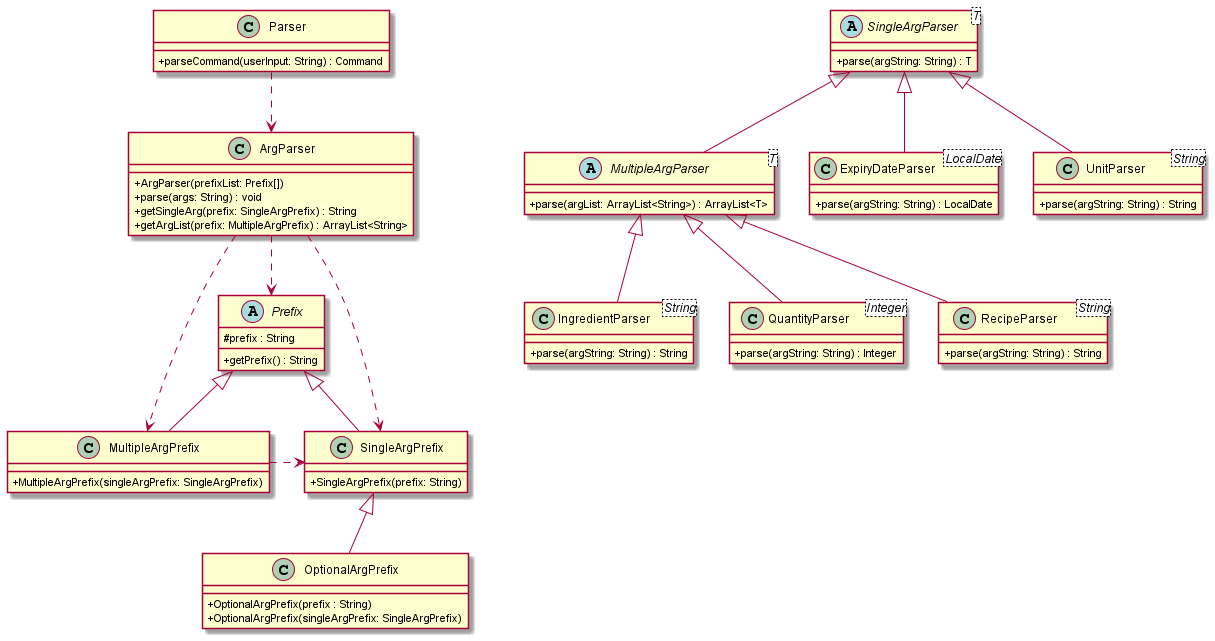 C Parser
+parseCommand(userInput: String) : Command
C ArgParser
+ArgParser(prefixList: Prefix[])
+parse(args: String) : void
+getSingleArg(prefix: SingleArgPrefix) : String
+getArgList(prefix: MultipleArgPrefix) : ArrayList<String>
A Prefix
#prefix : String
+getPrefix() : String
C MultipleArgPrefix
+MultipleArgPrefix(singleArgPrefix: SingleArgPrefix)
C SingleArgPrefix
+SingleArgPrefix(prefix: String)
C OptionalArgPrefix
+OptionalArgPrefix(prefix : String)
+OptionalArgPrefix(singleArgPrefix: SingleArgPrefix)
A SingleArgParser
T
+parse(argString: String) : T
A MultipleArgParser
T
+parse(argList: ArrayList<String>) : ArrayList<T>
C ExpiryDateParser
LocalDate
+parse(argString: String) : LocalDate
C UnitParser
String
+parse(argString: String) : String
C IngredientParser
String
+parse(argString: String) : String
C QuantityParser
Integer
+parse(argString: String) : Integer
C RecipeParser
String
+parse(argString: String) : String